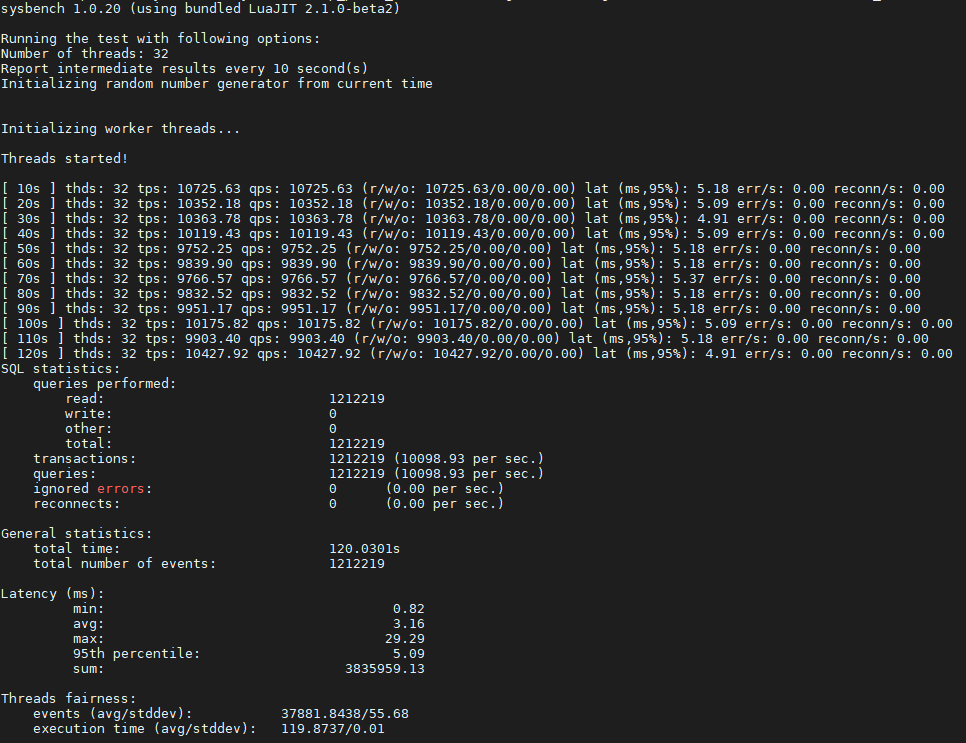 sysbench 1.0.20 (using bundled LuaJIT 2.1.0-beta2)
Running the test with following options:
Number of threads: 32
Report intermediate results every 10 second(s)
Initializing random number generator from current time
Initializing worker threads...
Threads started!
[ 10s ] thds: 32 tps: 10725.63 qps: 10725.63 (r/w/o: 10725.63/0.00/0.00) lat (ms,95%): 5.18 err/s: 0.00 reconn/s: 0.00
[ 20s ] thds: 32 tps: 10352.18 qps: 10352.18 (r/w/o: 10352.18/0.00/0.00) lat (ms,95%): 5.09 err/s: 0.00 reconn/s: 0.00
[ 30s ] thds: 32 tps: 10363.78 qps: 10363.78 (r/w/o: 10363.78/0.00/0.00) lat (ms,95%): 4.91 err/s: 0.00 reconn/s: 0.00
[ 40s ] thds: 32 tps: 10119.43 qps: 10119.43 (r/w/o: 10119.43/0.00/0.00) lat (ms,95%): 5.09 err/s: 0.00 reconn/s: 0.00
[ 50s ] thds: 32 tps: 9752.25 qps: 9752.25 (r/w/o: 9752.25/0.00/0.00) lat (ms,95%): 5.18 err/s: 0.00 reconn/s: 0.00
[ 60s ] thds: 32 tps: 9839.90 qps: 9839.90 (r/w/o: 9839.90/0.00/0.00) lat (ms,95%): 5.18 err/s: 0.00 reconn/s: 0.00
[ 70s ] thds: 32 tps: 9766.57 qps: 9766.57 (r/w/o: 9766.57/0.00/0.00) lat (ms,95%): 5.37 err/s: 0.00 reconn/s: 0.00
[ 80s ] thds: 32 tps: 9832.52 qps: 9832.52 (r/w/o: 9832.52/0.00/0.00) lat (ms,95%): 5.18 err/s: 0.00 reconn/s: 0.00
[ 90s ] thds: 32 tps: 9951.17 qps: 9951.17 (r/w/o: 9951.17/0.00/0.00) lat (ms,95%): 5.18 err/s: 0.00 reconn/s: 0.00
[ 100s ] thds: 32 tps: 10175.82 qps: 10175.82 (r/w/o: 10175.82/0.00/0.00) lat (ms,95%): 5.09 err/s: 0.00 reconn/s: 0.00
[ 110s ] thds: 32 tps: 9903.40 qps: 9903.40 (r/w/o: 9903.40/0.00/0.00) lat (ms,95%): 5.18 err/s: 0.00 reconn/s: 0.00
[ 120s ] thds: 32 tps: 10427.92 qps: 10427.92 (r/w/o: 10427.92/0.00/0.00) lat (ms,95%): 4.91 err/s: 0.00 reconn/s: 0.00
SQL statistics:
queries performed:
read: 1212219
write: 0
other: 0
total: 1212219
transactions: 1212219 (10098.93 per sec.)
queries: 1212219 (10098.93 per sec.)
ignored errors: 0 (0.00 per sec.)
reconnects: 0 (0.00 per sec.)
General statistics:
total time: 120.0301s
total number of events: 1212219
Latency (ms):
min: 0.82
avg: 3.16
max: 29.29
95th percentile: 5.09
sum: 3835959.13
Threads fairness:
events (avg/stddev): 37881.8438/55.68
execution time (avg/stddev): 119.8737/0.01